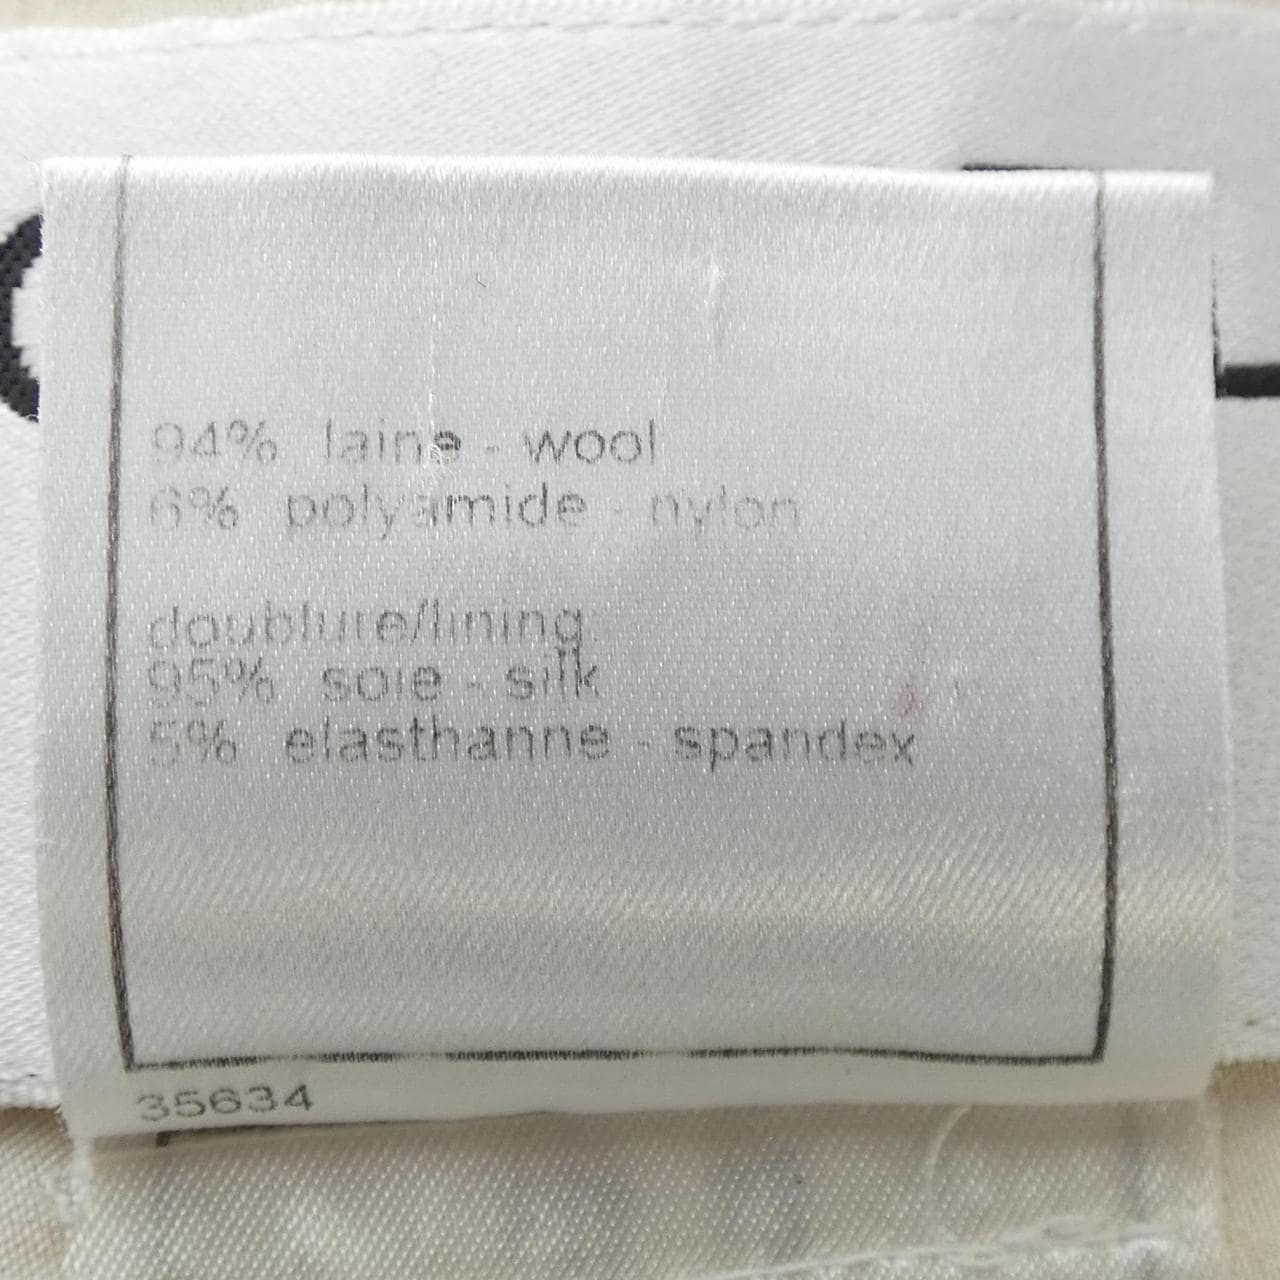 94% laine - wool
6% polyamide - nylon
doublure/lining:
95% soie - silk
5% elasthanne - spandex
35634